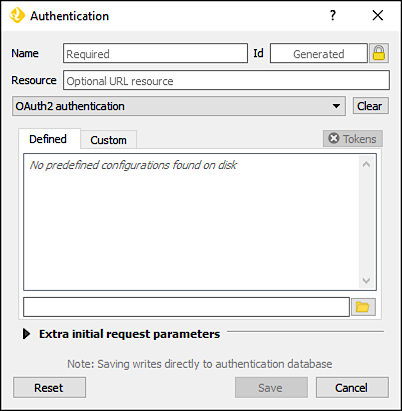 Authentication
?
Name Required Id Generated
Resource Optional URL resource
OAuth2 authentication Clear
Defined Custom Tokens
No predefined configurations found on disk
Extra initial request parameters
Note: Saving writes directly to authentication database
Reset Save Cancel